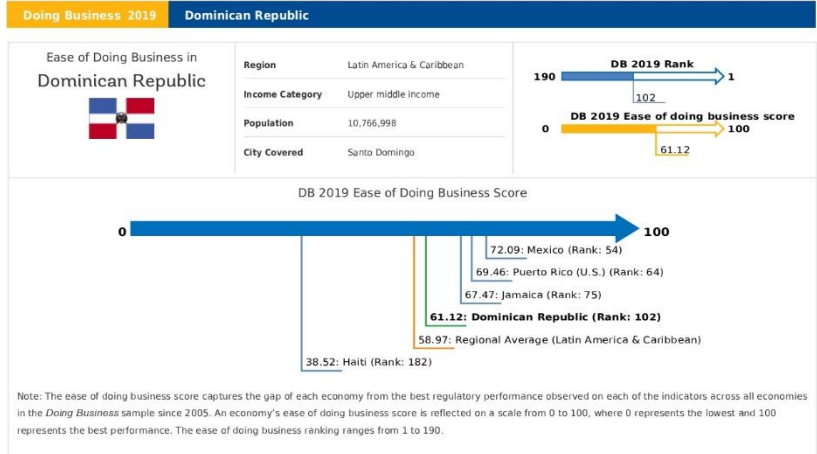 Doing Business 2019 Dominican Republic
Ease of Doing Business in
Dominican Republic
Region Latin America & Caribbean
Income Category Upper middle income
Population 10,766,998
City Covered Santo Domingo
DB 2019 Rank
190 1
102
DB 2019 Ease of doing business score
0 100
61.12
DB 2019 Ease of Doing Business Score
0 100
72.09: Mexico (Rank: 54)
69.46: Puerto Rico (U.S.) (Rank: 64)
67.47: Jamaica (Rank: 75)
61.12: Dominican Republic (Rank: 102)
58.97: Regional Average (Latin America & Caribbean)
38.52: Haiti (Rank: 182)
Note: The ease of doing business score captures the gap of each economy from the best regulatory performance observed on each of the indicators across all economies
in the Doing Business sample since 2005. An economy's ease of doing business score is reflected on a scale from 0 to 100, where 0 represents the lowest and 100
represents the best performance. The ease of doing business ranking ranges from 1 to 190.